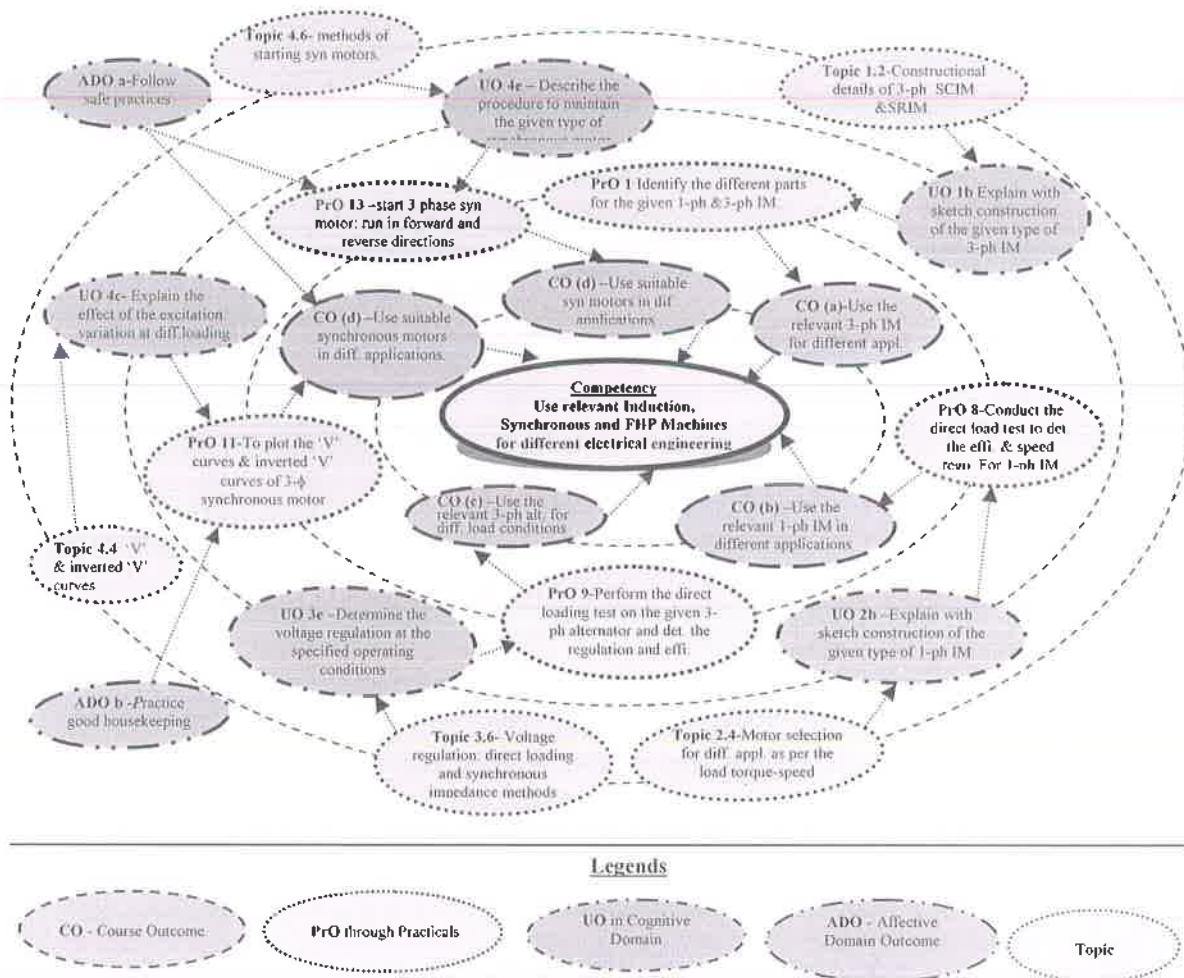 Topic 4.6- methods of
starting syn motors.
ADO a-Follow
safe practices
UO 4e – Describe the
procedure to maintain
the given type of
synchronous motor
Topic 1.2-Constructional
details of 3-ph SCIM
&SRIM
PrO 13 –start 3 phase syn
motor: run in forward and
reverse directions
PrO 1 Identify the different parts
for the given 1-ph &3-ph IM.
UO 1b Explain with
sketch construction
of the given type of
3-ph IM
UO 4c- Explain the
effect of the excitation
variation at diff.loading
CO (d) –Use suitable
synchronous motors
in diff. applications.
CO (d) –Use suitable
syn motors in dif
applications
CO (a)-Use the
relevant 3-ph IM
for different appl.
Competency
Use relevant Induction,
Synchronous and FHP Machines
for different electrical engineering
PrO 8-Conduct the
direct load test to det.
the effi. & speed
For 1-ph IM
PrO 11-To plot the ‘V’
curves & inverted ‘V’
curves of 3-ϕ
synchronous motor
CO (c) –Use the
relevant 3-ph alt. for
diff. load conditions
CO (b) –Use the
relevant 1-ph IM in
different applications
Topic 4.4 ‘V’
& inverted ‘V’
curves
UO 3e –Determine the
voltage regulation at the
specified operating
conditions
PrO 9-Perform the direct
loading test on the given 3-
ph alternator and det. the
regulation and effi.
UO 2b –Explain with
sketch construction of the
given type of 1-ph IM
ADO b -Practice
good housekeeping
Topic 3.6- Voltage
regulation: direct loading
and synchronous
impedance methods
Topic 2.4-Motor selection
for diff. appl. as per the
load torque-speed
Legends
CO - Course Outcome
PrO through Practicals
UO in Cognitive
Domain
ADO - Affective
Domain Outcome
Topic